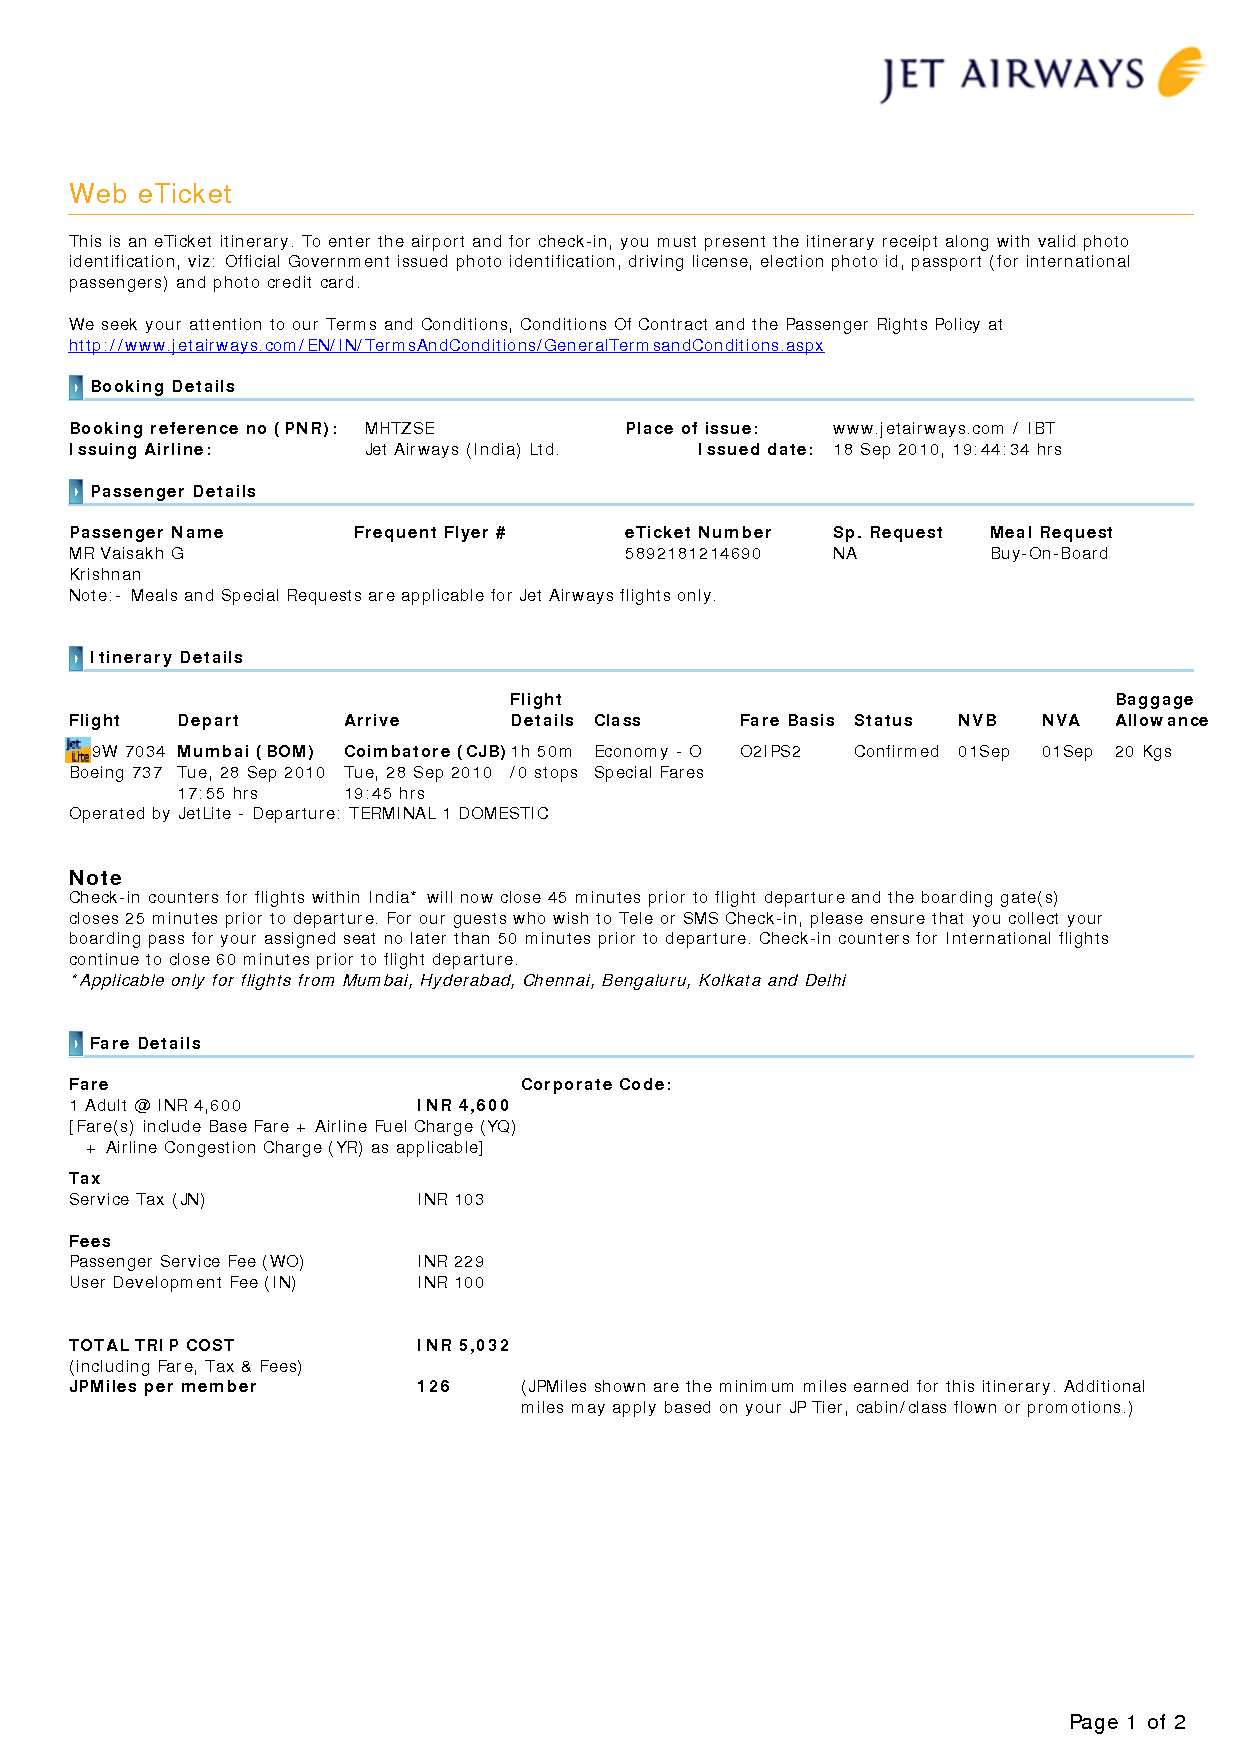 JET AIRWAYS
Web eTicket
This is an eTicket itinerary. To enter the airport and for check-in, you must present the itinerary receipt along with valid photo
identification, viz: Official Government issued photo identification, driving license, election photo id, passport (for international
passengers) and photo credit card.
We seek your attention to our Terms and Conditions, Conditions Of Contract and the Passenger Rights Policy at
http://www.jetairways.com/EN/IN/TermsAndConditions/GeneralTermsandConditions.aspx
Booking Details
Booking reference no (PNR): MHTZSE Place of issue: www.jetairways.com / IBT
Issuing Airline: Jet Airways (India) Ltd. Issued date: 18 Sep 2010, 19:44:34 hrs
Passenger Details
Passenger Name Frequent Flyer # eTicket Number Sp. Request Meal Request
MR Vaisakh G 5892181214690 NA Buy-On-Board
Krishnan
Note:- Meals and Special Requests are applicable for Jet Airways flights only.
Itinerary Details
Flight Baggage
Flight Depart Arrive Details Class Fare Basis Status NVB NVA Allowance
Jet Lite 9W 7034 Mumbai (BOM) Coimbatore (CJB) 1h 50m Economy - O O2IPS2 Confirmed 01Sep 01Sep 20 Kgs
Boeing 737 Tue, 28 Sep 2010 Tue, 28 Sep 2010 /0 stops Special Fares
17:55 hrs 19:45 hrs
Operated by JetLite - Departure: TERMINAL 1 DOMESTIC
Note
Check-in counters for flights within India* will now close 45 minutes prior to flight departure and the boarding gate(s)
closes 25 minutes prior to departure. For our guests who wish to Tele or SMS Check-in, please ensure that you collect your
boarding pass for your assigned seat no later than 50 minutes prior to departure. Check-in counters for International flights
continue to close 60 minutes prior to flight departure.
*Applicable only for flights from Mumbai, Hyderabad, Chennai, Bengaluru, Kolkata and Delhi
Fare Details
Fare Corporate Code:
1 Adult @ INR 4,600 INR 4,600
[Fare(s) include Base Fare + Airline Fuel Charge (YQ)
+ Airline Congestion Charge (YR) as applicable]
Tax
Service Tax (JN) INR 103
Fees
Passenger Service Fee (WO) INR 229
User Development Fee (IN) INR 100
TOTAL TRIP COST INR 5,032
(including Fare, Tax & Fees)
JPMiles per member 126 (JPMiles shown are the minimum miles earned for this itinerary. Additional
miles may apply based on your JP Tier, cabin/class flown or promotions.)
Page 1 of 2